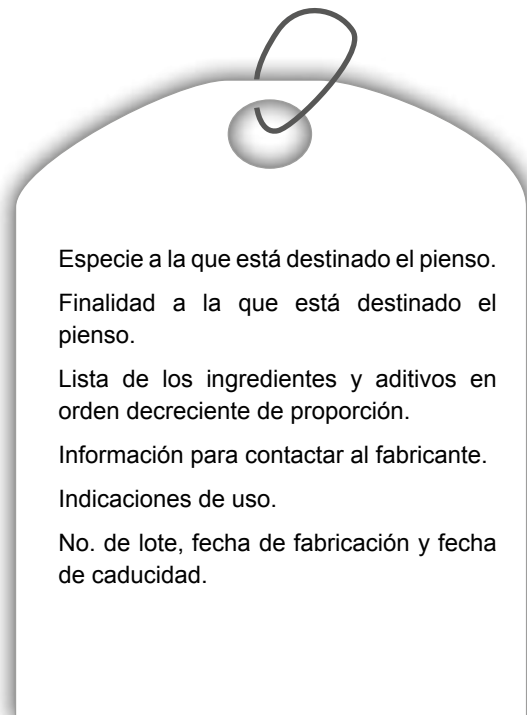 Especie a la que está destinado el pienso.
Finalidad a la que está destinado el
pienso.
Lista de los ingredientes y aditivos en
orden decreciente de proporción.
Información para contactar al fabricante.
Indicaciones de uso.
No. de lote, fecha de fabricación y fecha
de caducidad.